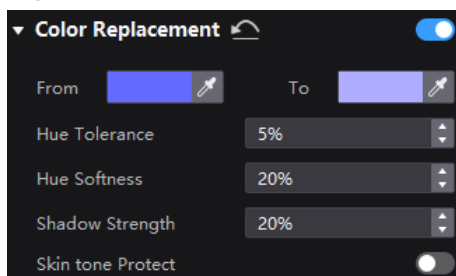 Color Replacement
From To
Hue Tolerance 5%
Hue Softness 20%
Shadow Strength 20%
Skin tone Protect